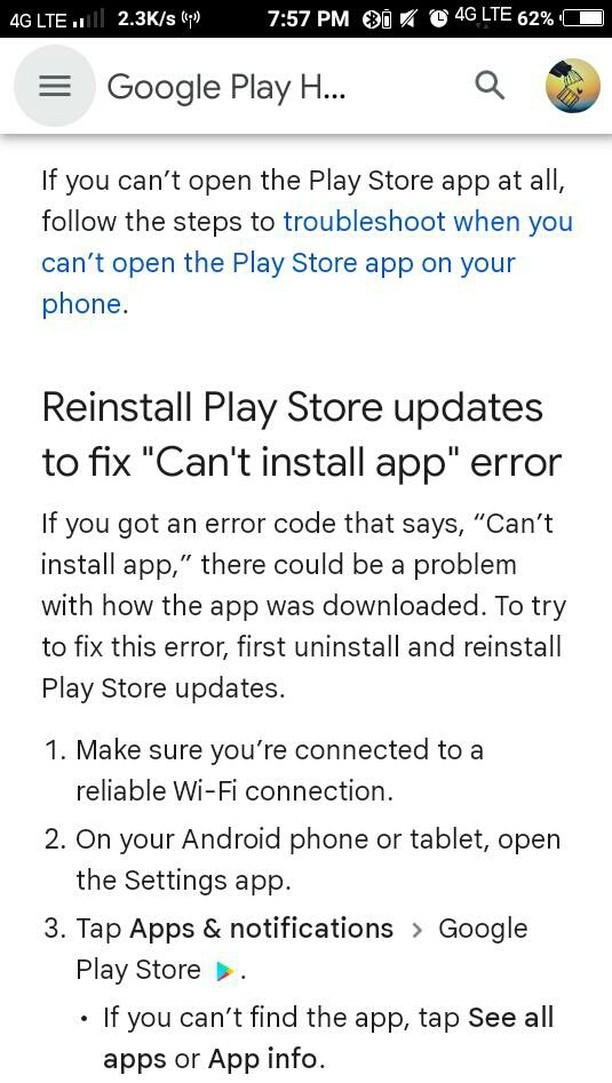 4G LTE 2.3K/s 7:57 PM 4G LTE 62%
Google Play H...
If you can’t open the Play Store app at all,
follow the steps to troubleshoot when you
can’t open the Play Store app on your
phone.
Reinstall Play Store updates
to fix "Can't install app" error
If you got an error code that says, “Can’t
install app,” there could be a problem
with how the app was downloaded. To try
to fix this error, first uninstall and reinstall
Play Store updates.
1. Make sure you’re connected to a
reliable Wi-Fi connection.
2. On your Android phone or tablet, open
the Settings app.
3. Tap Apps & notifications > Google
Play Store .
• If you can’t find the app, tap See all
apps or App info.